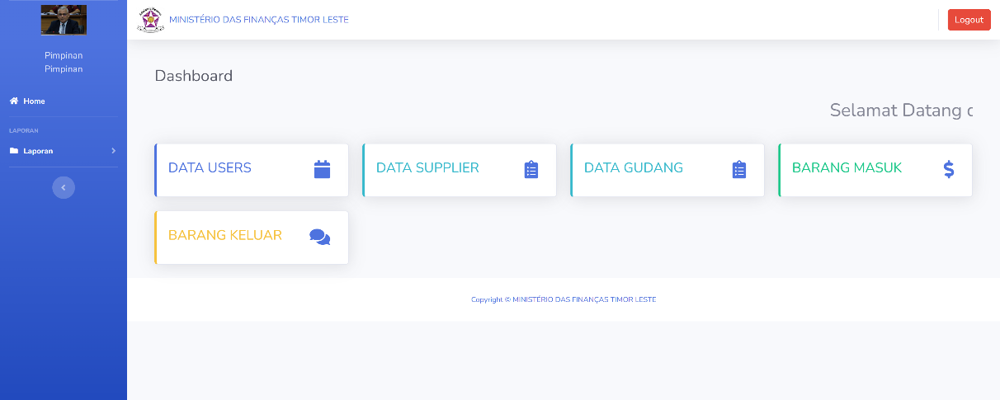 MINISTÉRIO DAS FINANÇAS TIMOR LESTE
Logout
Pimpinan
Pimpinan
Home
LAPORAN
Laporan
Dashboard
Selamat Datang
DATA USERS
DATA SUPPLIER
DATA GUDANG
BARANG MASUK
BARANG KELUAR
Copyright © MINISTÉRIO DAS FINANÇAS TIMOR LESTE